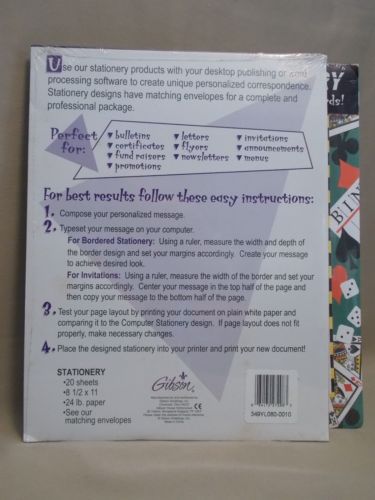 Use our stationery products with your desktop publishing or word
processing software to create unique personalized correspondence.
Stationery designs have matching envelopes for a complete and
professional package.
Perfect for:
▼ bulletins
▼ certificates
▼ fund raisers
▼ promotions
▼ letters
▼ flyors
▼ newsletters
▼ invitations
▼ announcements
▼ menus
For best results follow these easy instructions:
1. Compose your personalized message.
2. Typeset your message on your computer.
For Bordered Stationery: Using a ruler, measure the width and depth of
the border design and set your margins accordingly. Create your message
to achieve desired look.
For Invitations: Using a ruler, measure the width of the border and set your
margins accordingly. Center your message in the top half of the page and
then copy your message to the bottom half of the page.
3. Test your page layout by printing your document on plain white paper and
comparing it to the Computer Stationery design. If page layout does not fit
properly, make necessary changes.
4. Place the designed stationery into your printer and print your new document!
STATIONERY
•20 sheets
•8 1/2 x 11
•24 lb. paper
•See our
matching envelopes
Gibson
549YL080-0010
BUN